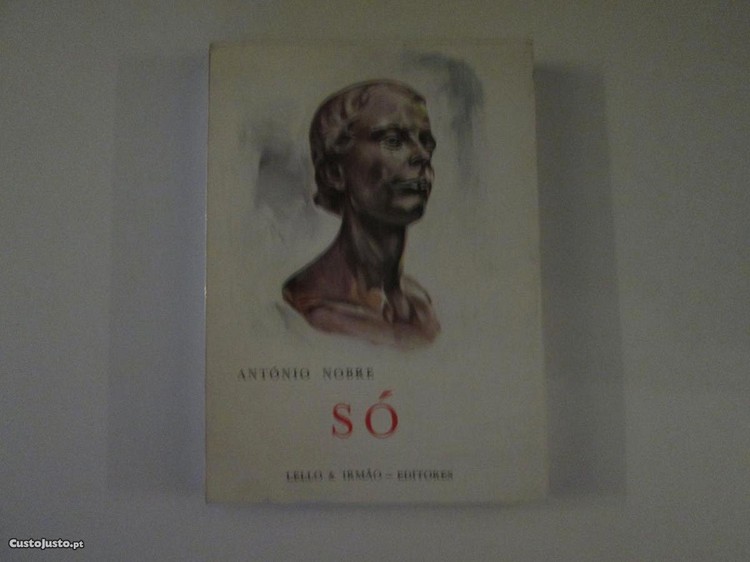 ANTÓNIO NOBRE
SÓ
LELLO & IRMÃO - EDITORES
CustoJusto.pt